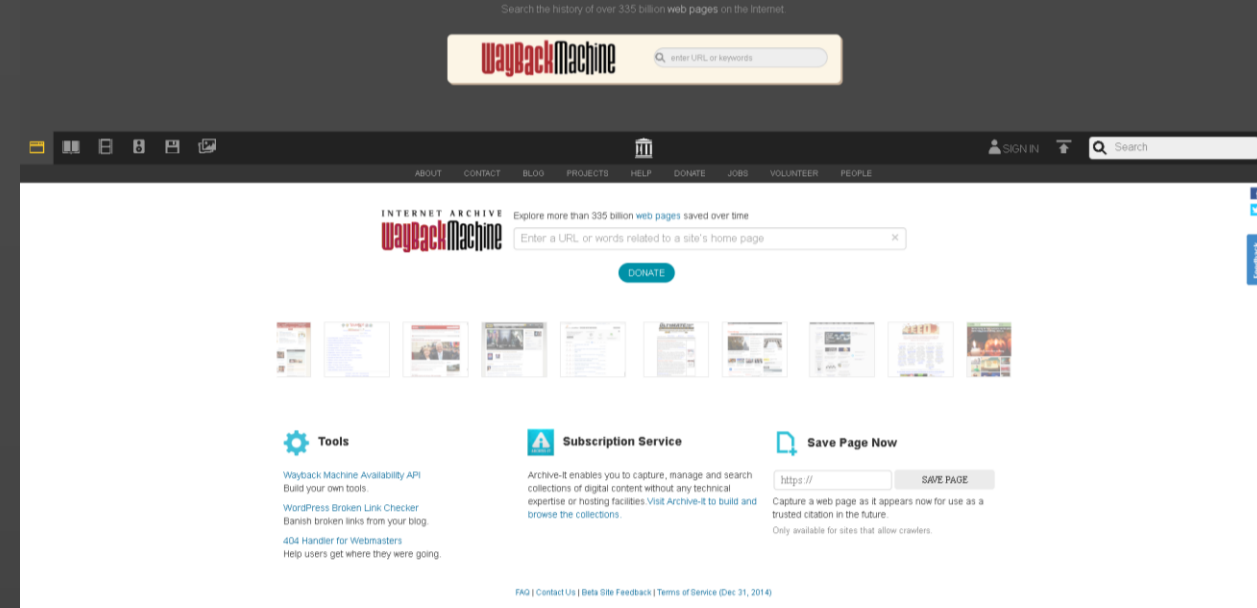 Search the history of over 335 billion web pages on the Internet.
WayBackMachine
enter URL or keywords
SIGN IN
Search
ABOUT CONTACT BLOG PROJECTS HELP DONATE JOBS VOLUNTEER PEOPLE
INTERNET ARCHIVE
WayBackMachine
Explore more than 335 billion web pages saved over time
Enter a URL or words related to a site's home page ×
DONATE
Feedback
Tools
Wayback Machine Availability API
Build your own tools.
WordPress Broken Link Checker
Banish broken links from your blog.
404 Handler for Webmasters
Help users get where they were going.
Subscription Service
Archive-It enables you to capture, manage and search
collections of digital content without any technical
expertise or hosting facilities. Visit Archive-It to build and
browse the collections.
Save Page Now
https://
SAVE PAGE
Capture a web page as it appears now for use as a
trusted citation in the future.
Only available for sites that allow crawlers.
FAQ | Contact Us | Beta Site Feedback | Terms of Service (Dec 31, 2014)